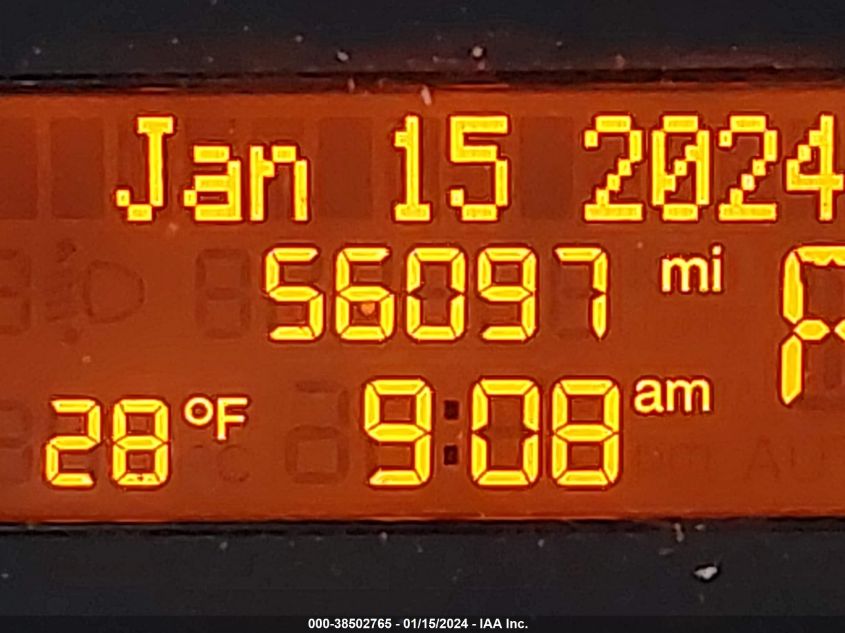 Jan 15 2024
56097 mi
28°F 9:08 am
000-38502765 - 01/15/2024 - IAA Inc.